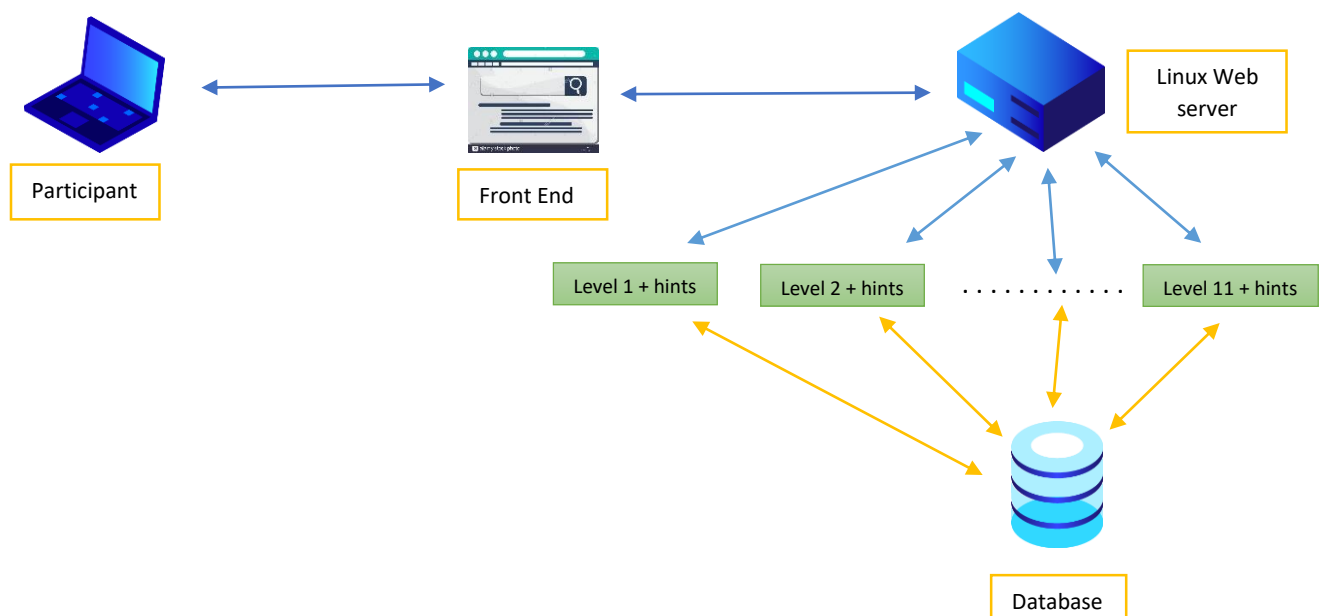 Linux Web
server
Participant
Front End
Level 1 + hints
Level 2 + hints
. . . . . . . . . . . .
Level 11 + hints
Database